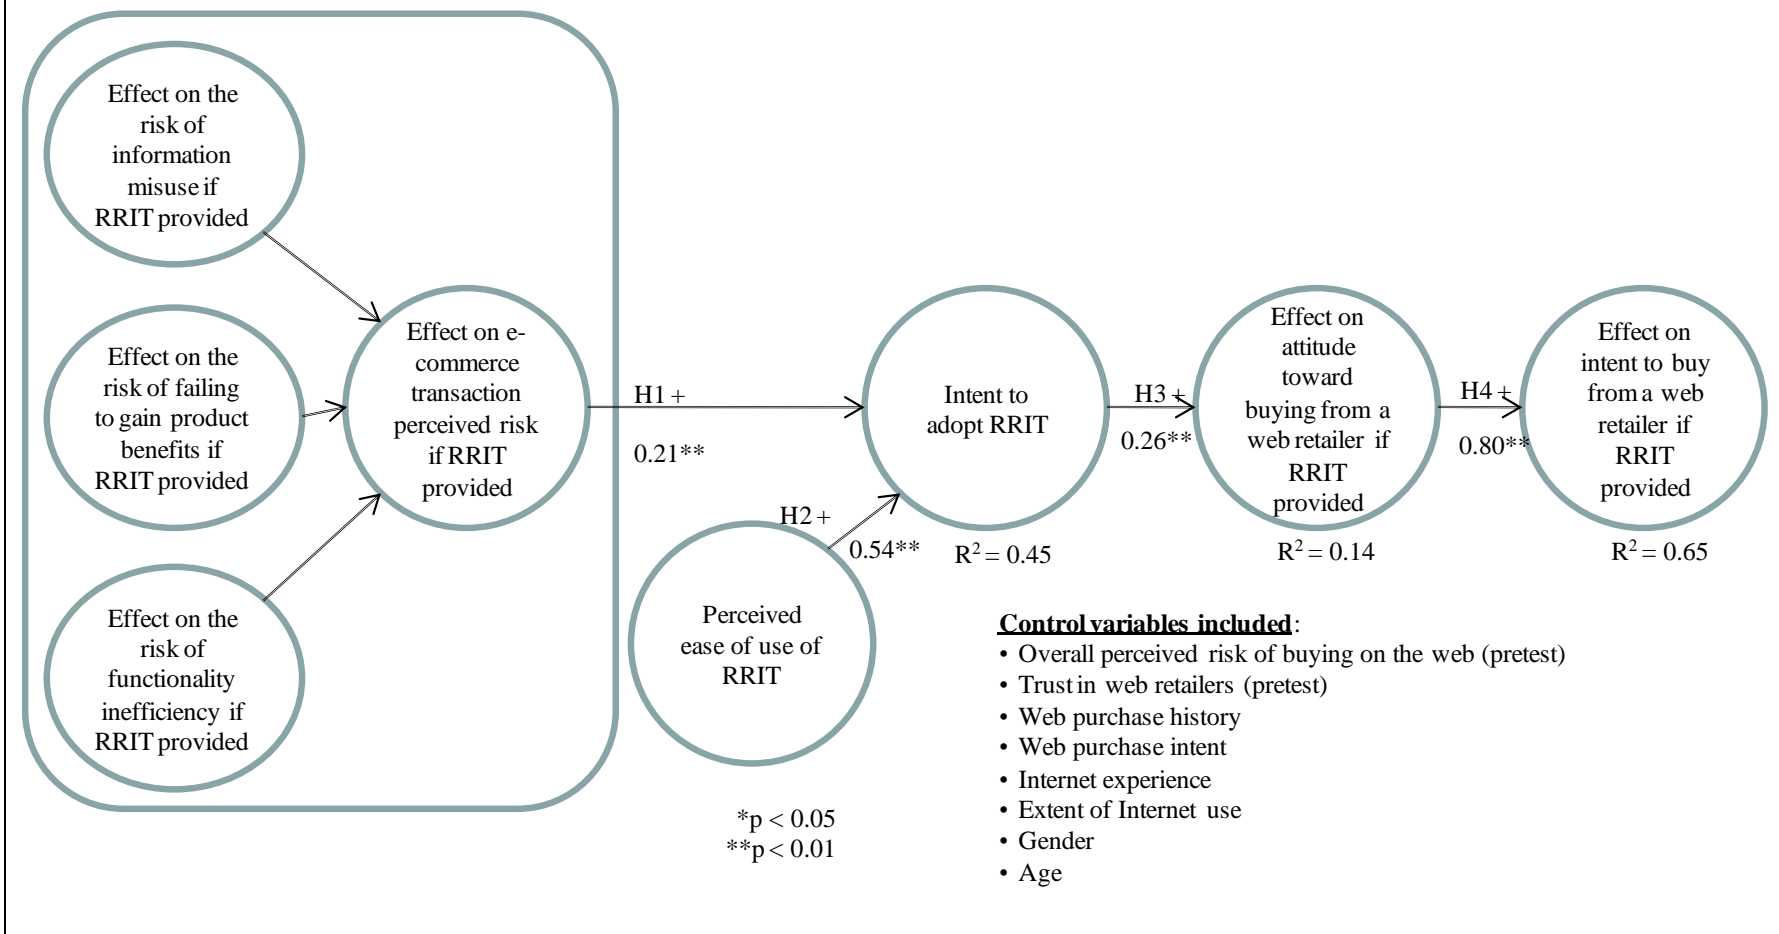 Effect on the
risk of
information
misuse if
RRIT provided
Effect on the
risk of failing
to gain product
benefits if
RRIT provided
Effect on the
risk of
functionality
inefficiency if
RRIT provided
Effect on e-
commerce
transaction
perceived risk
if RRIT
provided
H1 +
0.21**
H2 +
0.54**
Perceived
ease of use of
RRIT
Intent to
adopt RRIT
R² = 0.45
H3 +
0.26**
Effect on
attitude
toward
buying from a
web retailer if
RRIT
provided
R² = 0.14
H4 +
0.80**
Effect on
intent to buy
from a web
retailer if
RRIT
provided
R² = 0.65
*p < 0.05
**p < 0.01
Control variables included:
• Overall perceived risk of buying on the web (pretest)
• Trust in web retailers (pretest)
• Web purchase history
• Web purchase intent
• Internet experience
• Extent of Internet use
• Gender
• Age